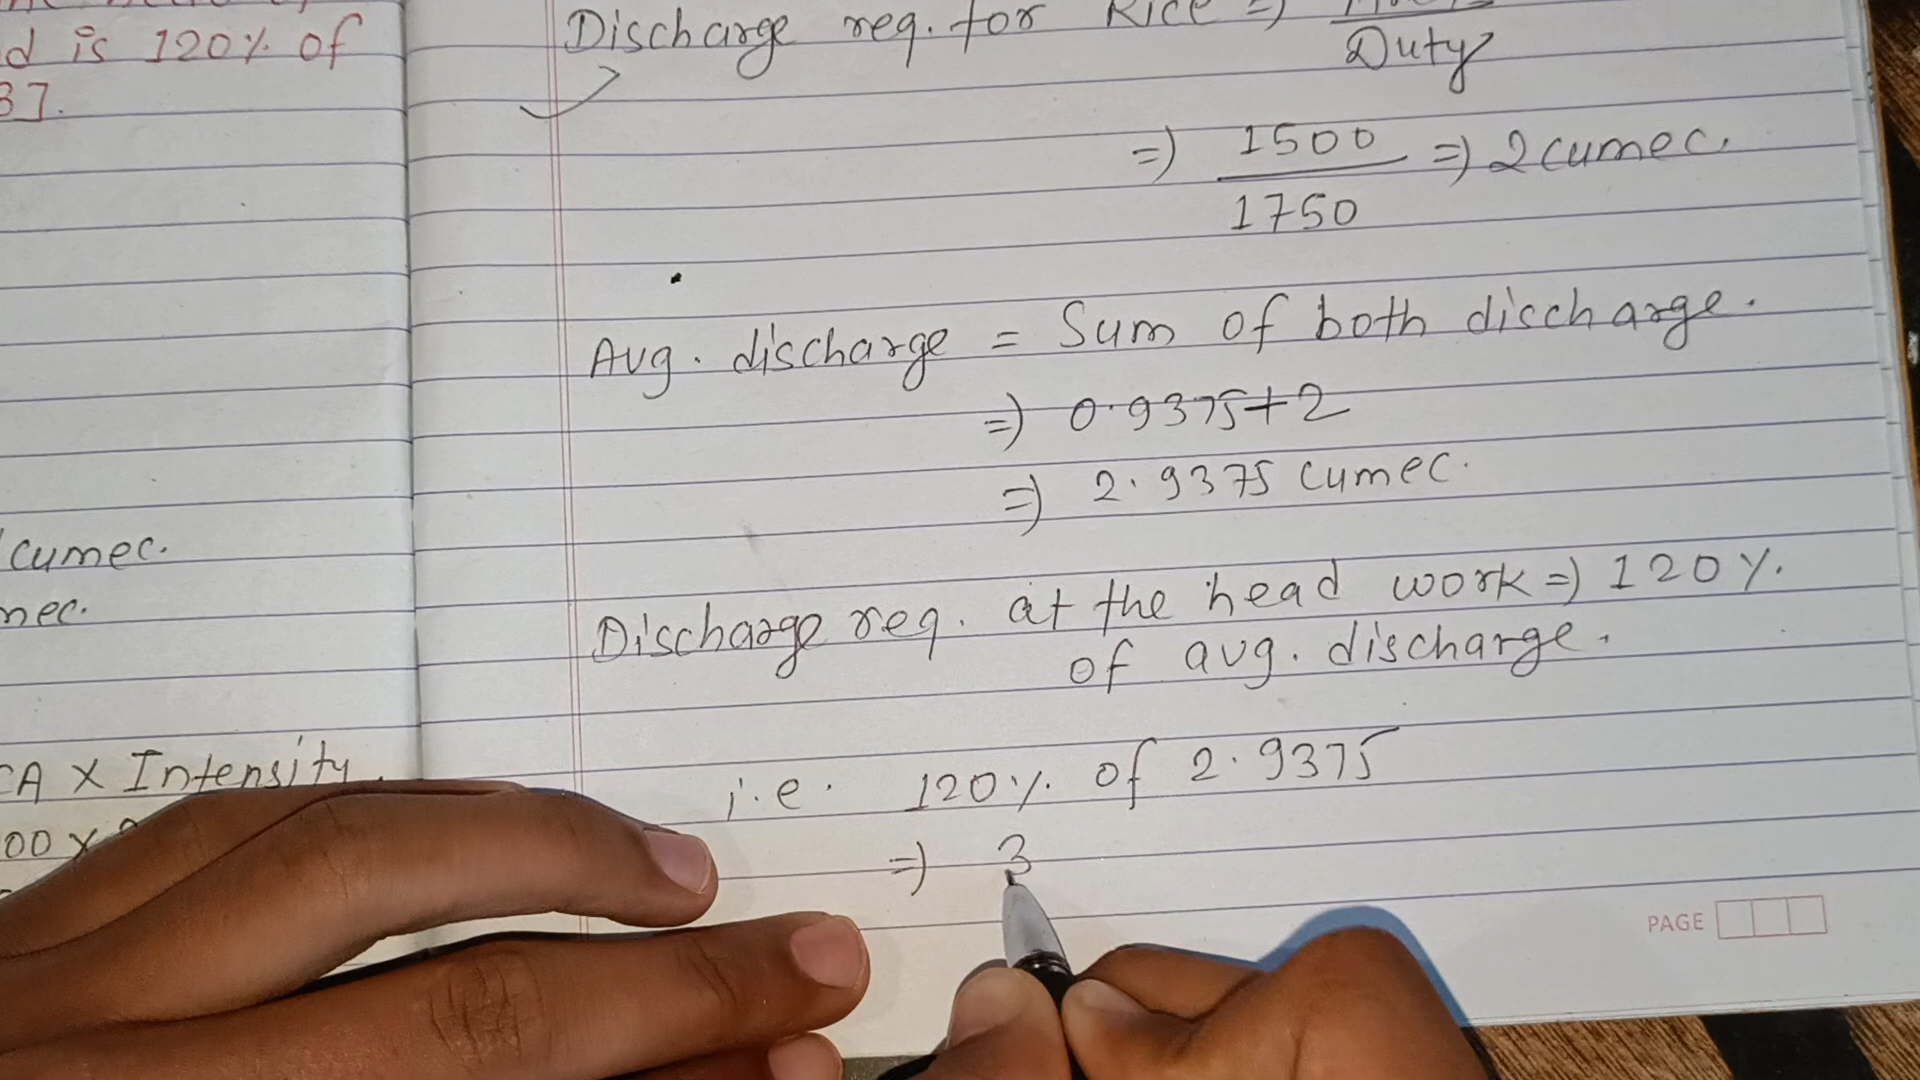 d is 120% of
37.
cumec.
mec.
CA X Intensity.
00 X
Discharge req. for Rice =>
Duty
=> 1500 => 2 cumec.
1750
Avg. discharge = Sum of both discharge.
=> 0.9375+2
=> 2.9375 cumec.
Discharge req. at the head work => 120%.
of avg. discharge.
i.e. 120% of 2.9375
=> 3
PAGE